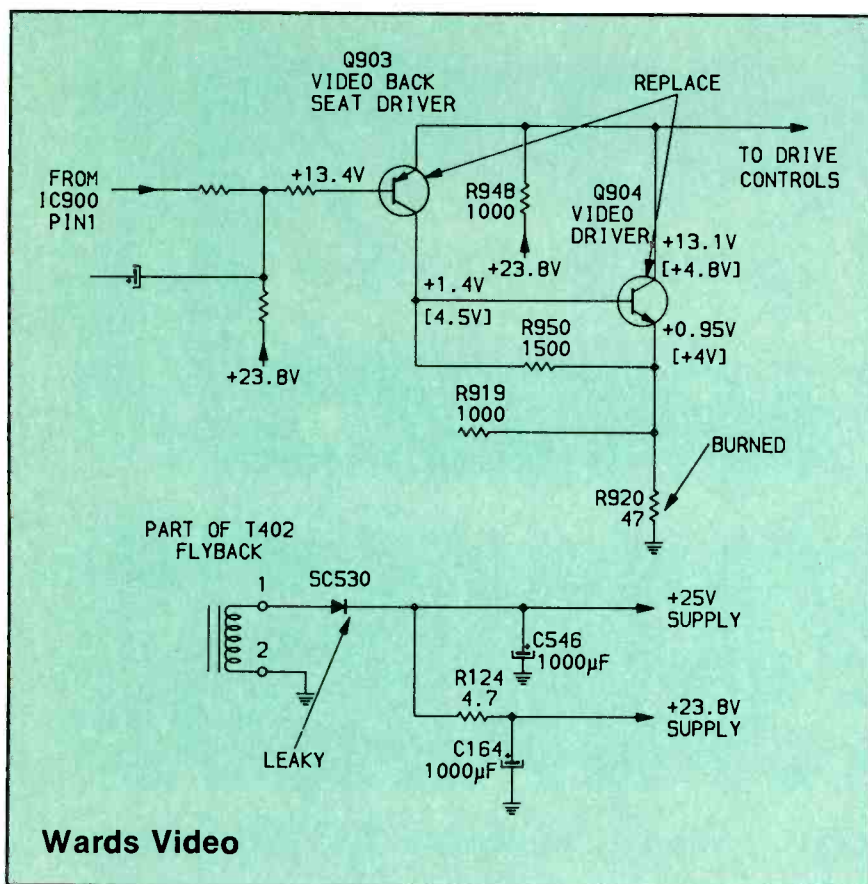 Q903
VIDEO BACK
SEAT DRIVER
REPLACE
FROM
IC900
PIN1
+13.4V
R948
1000
+23.8V
Q904
VIDEO
DRIVER
TO DRIVE
CONTROLS
+13.1V
[+4.8V]
+23.8V
+1.4V
[4.5V]
R950
1500
+0.95V
[+4V]
R919
1000
BURNED
R920
47
PART OF T402
FLYBACK
1
2
SC530
LEAKY
+25V
SUPPLY
C546
1000µF
R124
4.7
+23.8V
SUPPLY
C164
1000µF
Wards Video